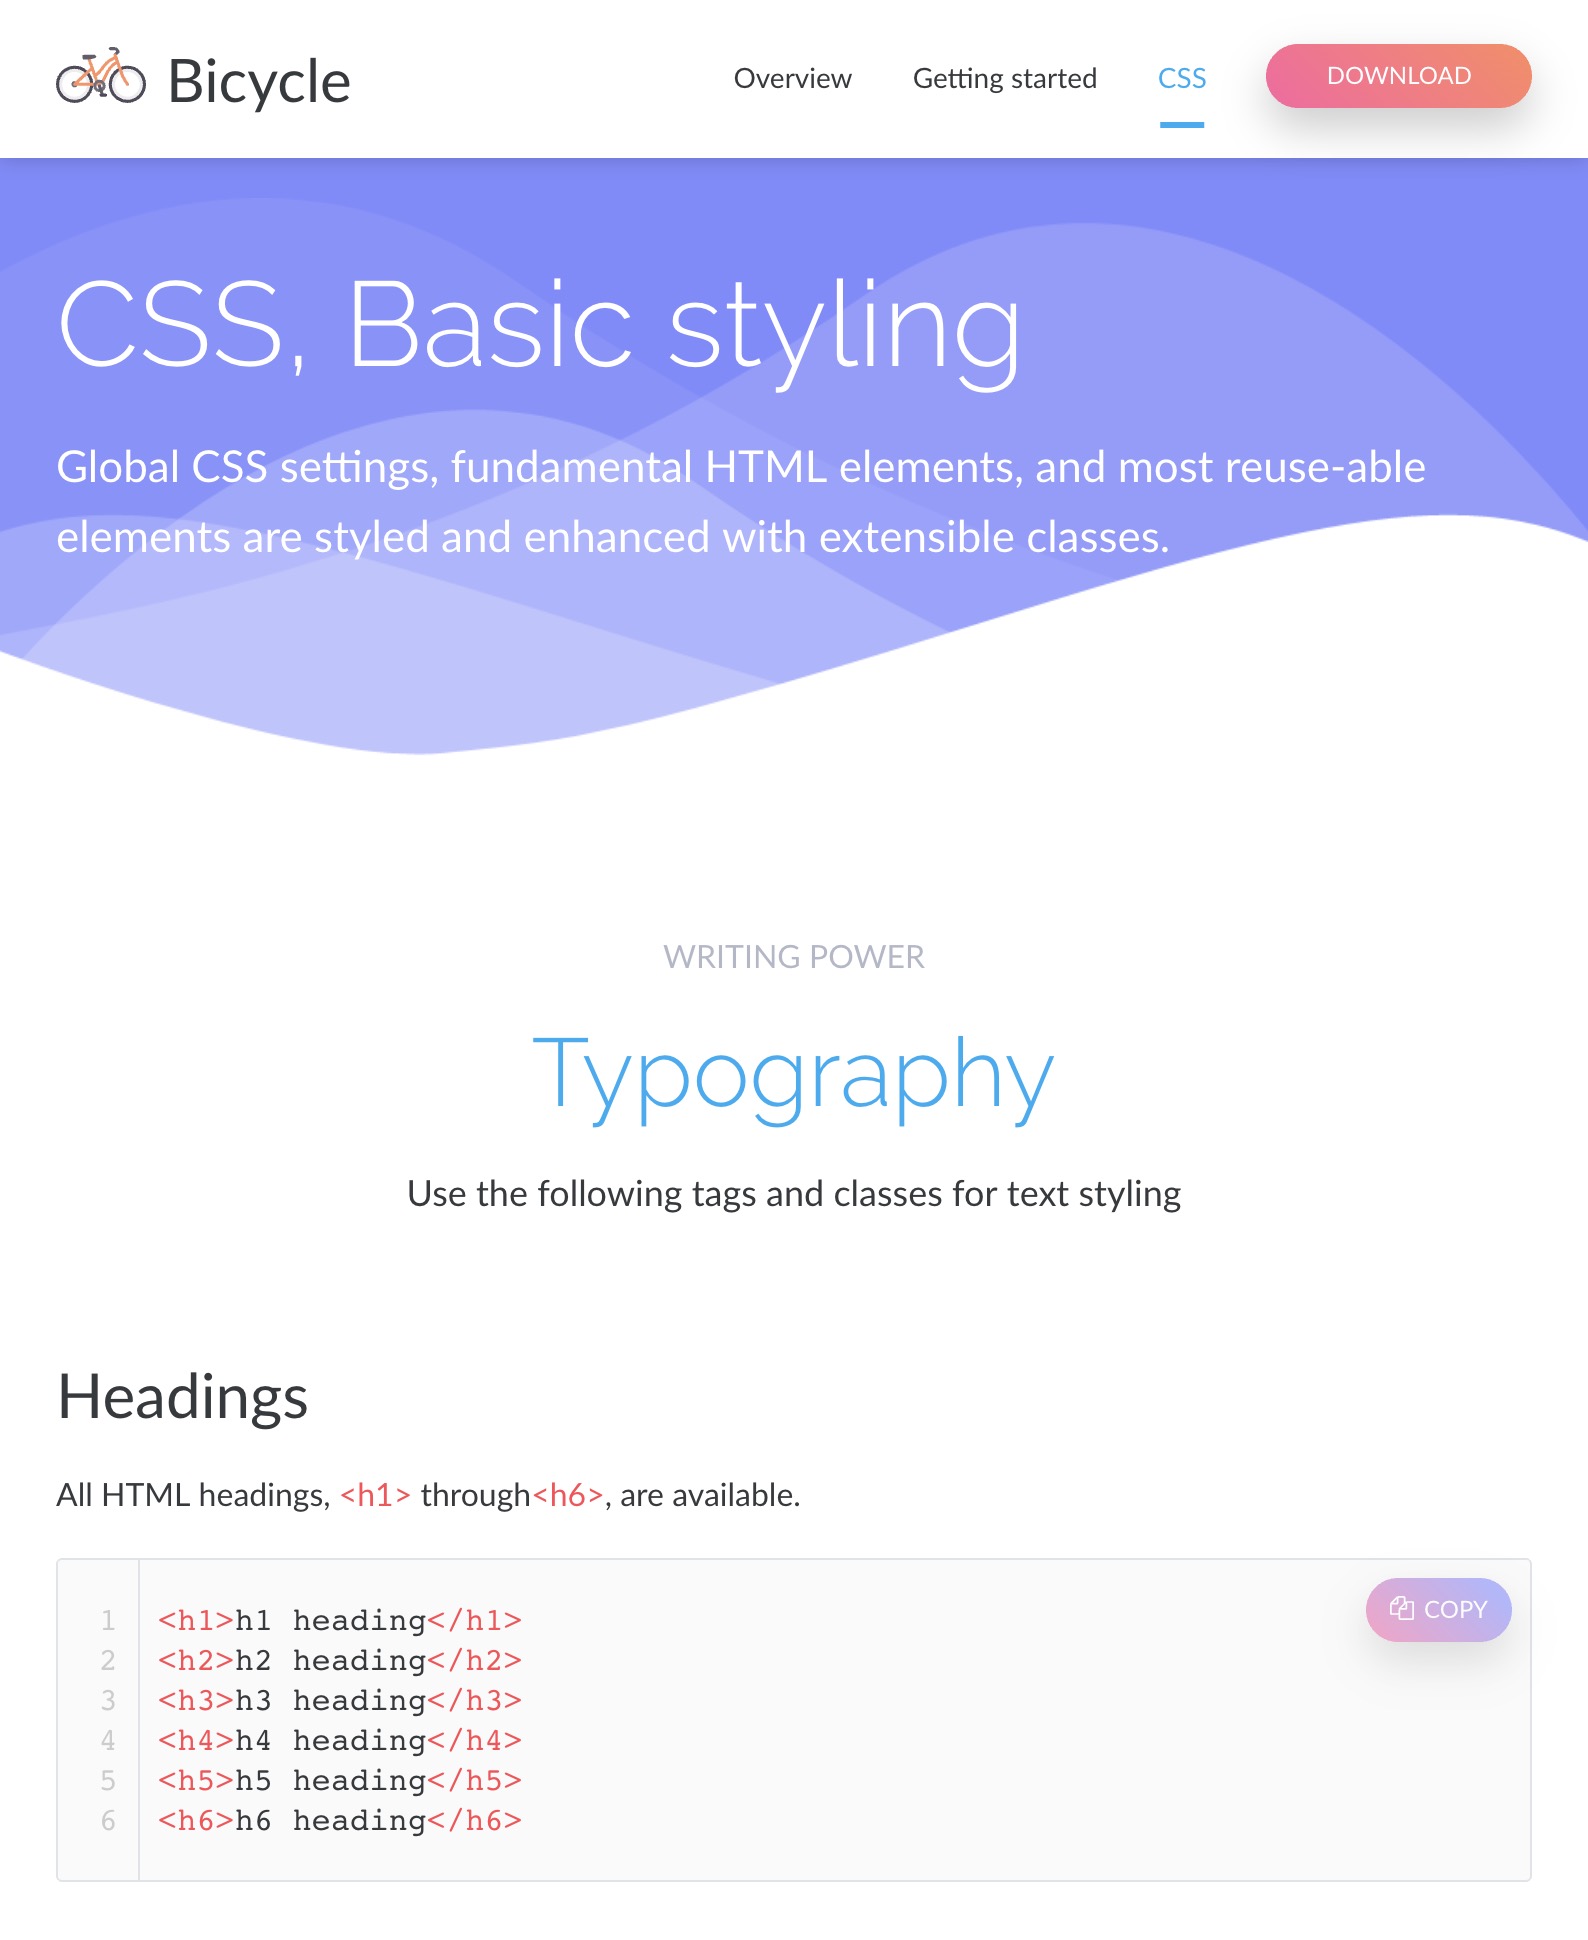 Bicycle
Overview
Getting started
CSS
DOWNLOAD
CSS, Basic styling
Global CSS settings, fundamental HTML elements, and most reuse-able
elements are styled and enhanced with extensible classes.
WRITING POWER
Typography
Use the following tags and classes for text styling
Headings
All HTML headings, <h1> through<h6>, are available.
COPY
1 <h1>h1 heading</h1>
2 <h2>h2 heading</h2>
3 <h3>h3 heading</h3>
4 <h4>h4 heading</h4>
5 <h5>h5 heading</h5>
6 <h6>h6 heading</h6>